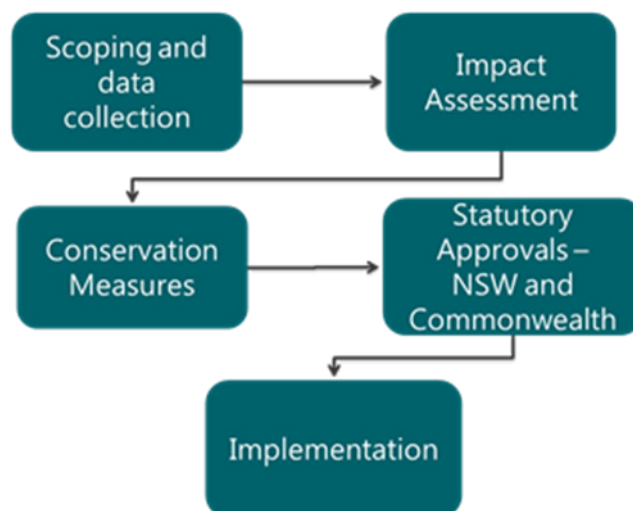 Scoping and
data
collection
Impact
Assessment
Conservation
Measures
Statutory
Approvals –
NSW and
Commonwealth
Implementation